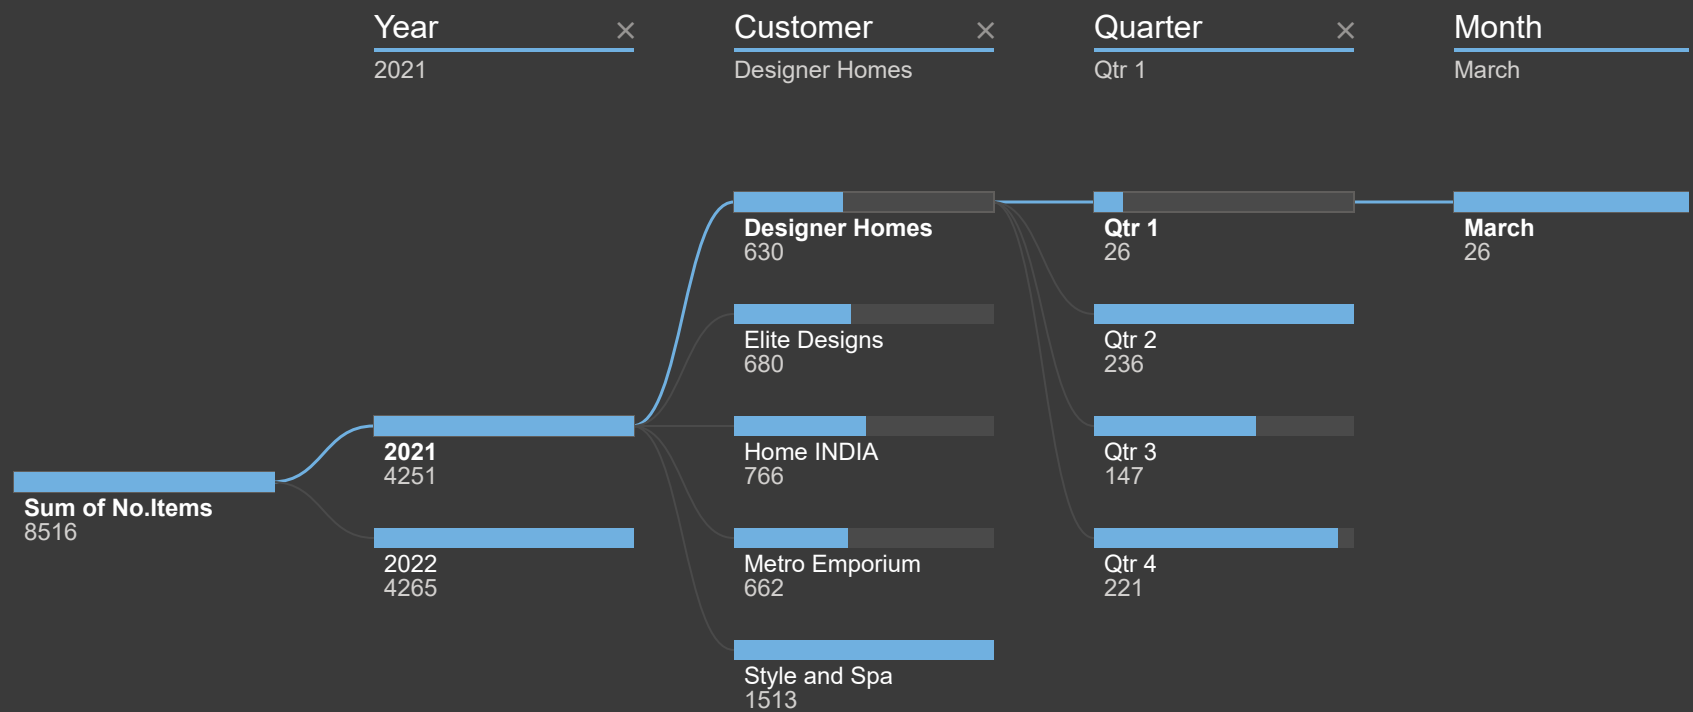 Year
2021
Customer
Designer Homes
Quarter
Qtr 1
Month
March
Sum of No.Items
8516
2021
4251
2022
4265
Designer Homes
630
Elite Designs
680
Home INDIA
766
Metro Emporium
662
Style and Spa
1513
Qtr 1
26
Qtr 2
236
Qtr 3
147
Qtr 4
221
March
26